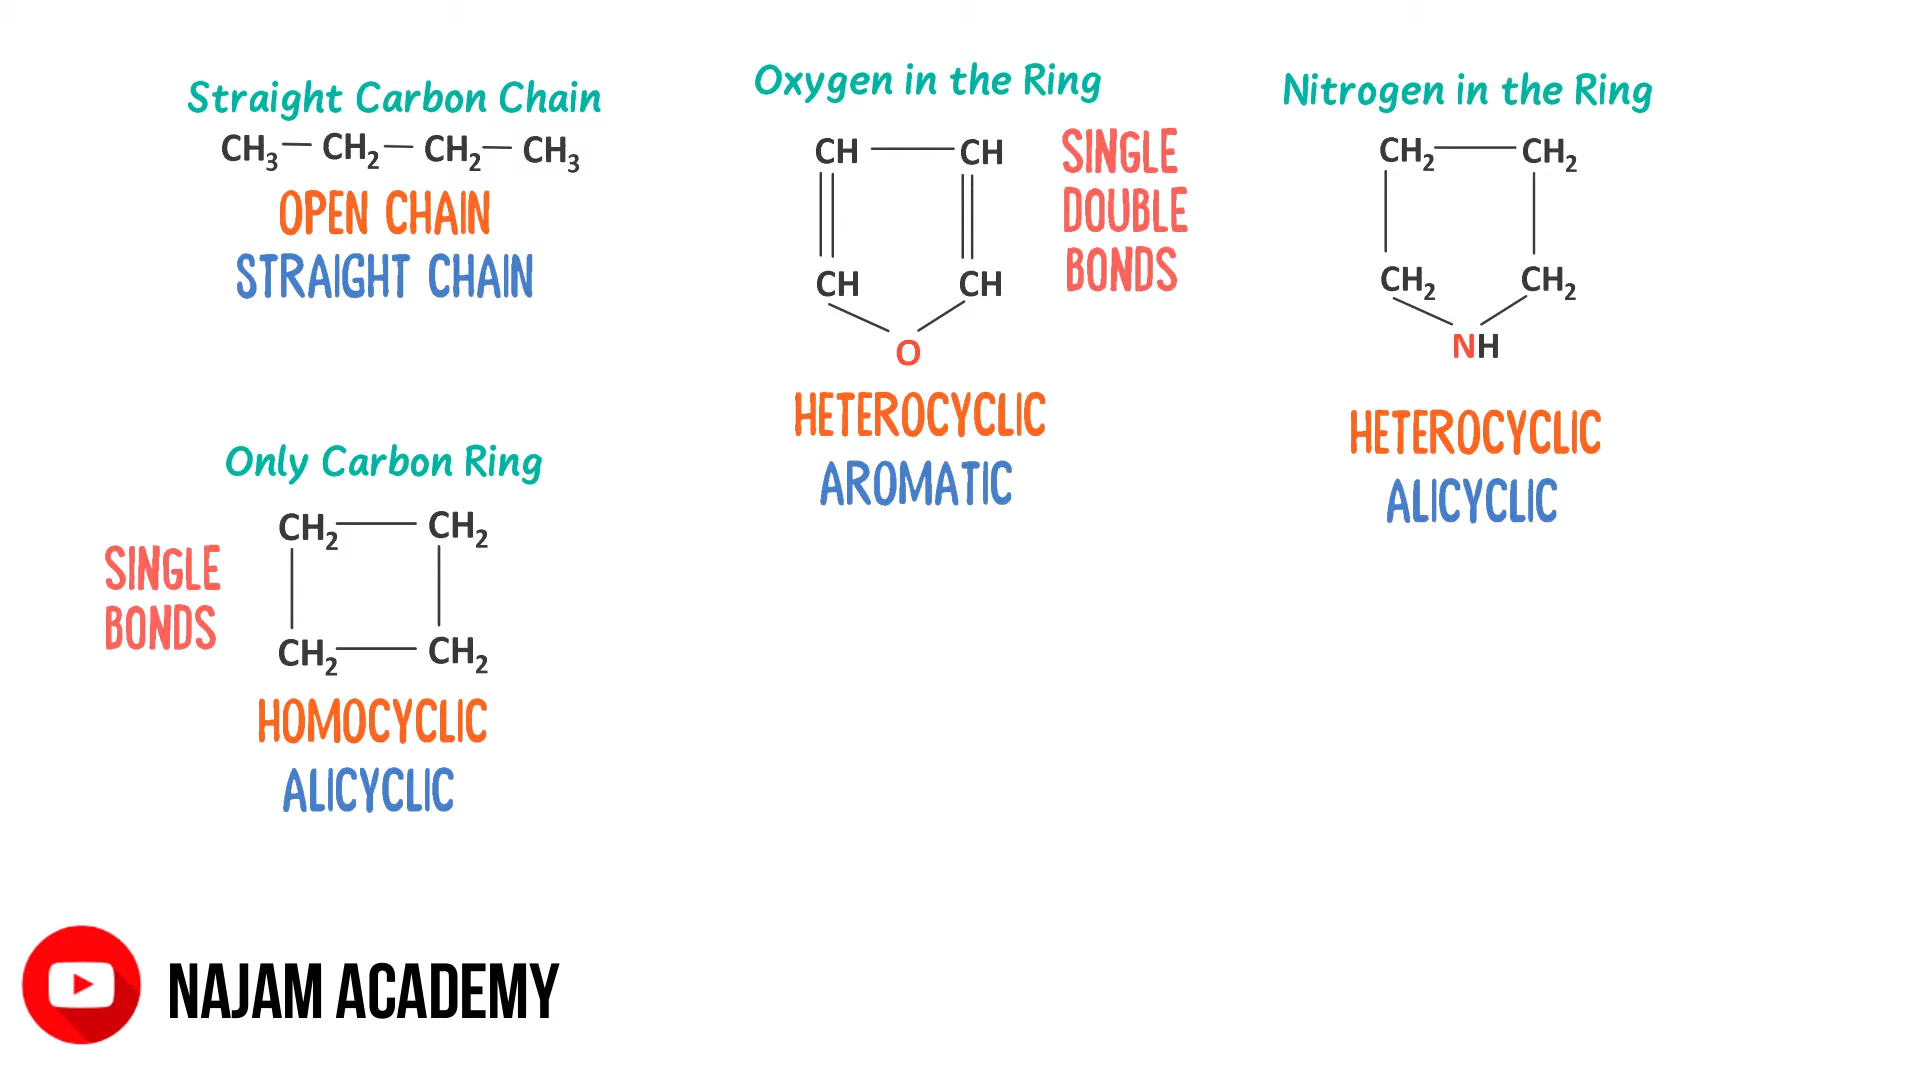 Straight Carbon Chain
CH₃ — CH₂ — CH₂ — CH₃
OPEN CHAIN
STRAIGHT CHAIN
Only Carbon Ring
SINGLE
BONDS
CH₂ CH₂
CH₂ CH₂
HOMOCYCLIC
ALICYCLIC
Oxygen in the Ring
CH CH
CH CH
O
SINGLE
DOUBLE
BONDS
HETEROCYCLIC
AROMATIC
Nitrogen in the Ring
CH₂ CH₂
CH₂ CH₂
NH
HETEROCYCLIC
ALICYCLIC
NAJAM ACADEMY